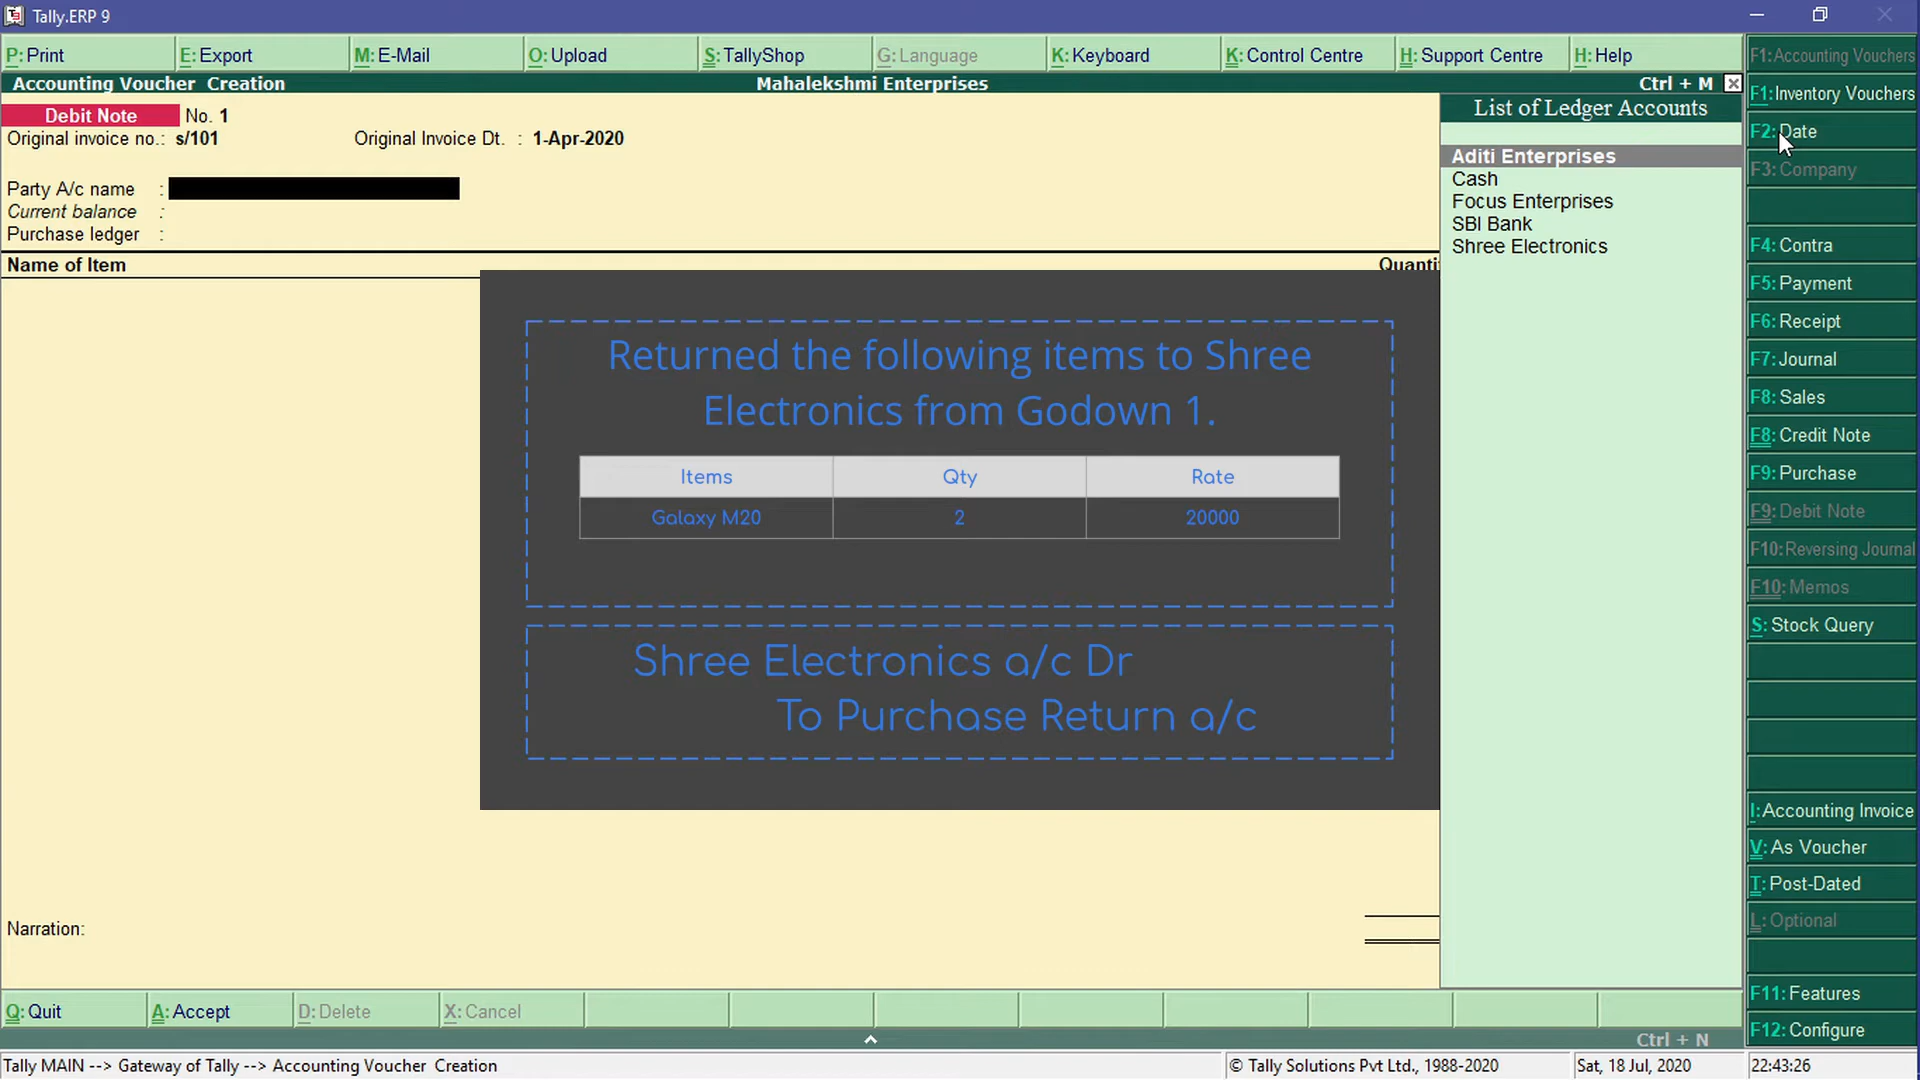 Tally.ERP 9
P: Print
E: Export
M: E-Mail
O: Upload
S: TallyShop
G: Language
K: Keyboard
K: Control Centre
H: Support Centre
H: Help
Accounting Voucher Creation
Mahalekshmi Enterprises
Ctrl + M
Debit Note No. 1
Original invoice no.: s/101
Original Invoice Dt. : 1-Apr-2020
Party A/c name :
Current balance :
Purchase ledger :
Name of Item
Quanti
Returned the following items to Shree
Electronics from Godown 1.
Items Qty Rate
Galaxy M20 2 20000
Shree Electronics a/c Dr
To Purchase Return a/c
Narration:
List of Ledger Accounts
Aditi Enterprises
Cash
Focus Enterprises
SBI Bank
Shree Electronics
F1: Accounting Vouchers
F1: Inventory Vouchers
F2: Date
F3: Company
F4: Contra
F5: Payment
F6: Receipt
F7: Journal
F8: Sales
F8: Credit Note
F9: Purchase
F9: Debit Note
F10: Reversing Journal
F10: Memos
S: Stock Query
I: Accounting Invoice
V: As Voucher
T: Post-Dated
L: Optional
F11: Features
F12: Configure
Q: Quit
A: Accept
D: Delete
X: Cancel
Ctrl + N
Tally MAIN --> Gateway of Tally --> Accounting Voucher Creation
© Tally Solutions Pvt Ltd., 1988-2020
Sat, 18 Jul, 2020
22:43:26